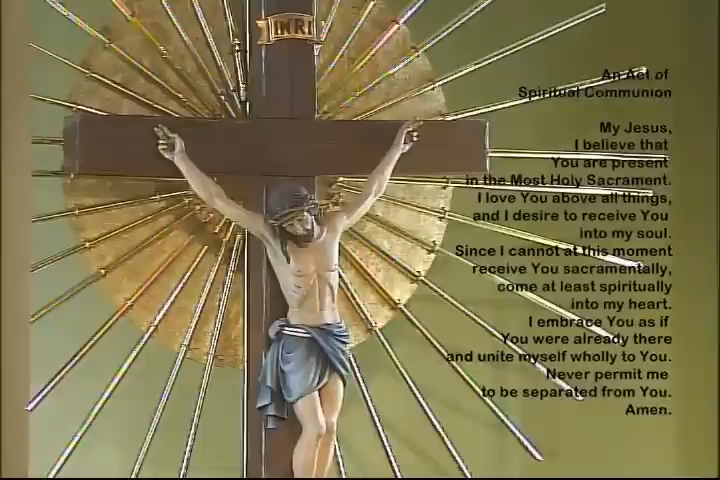 INRI
An Act of
Spiritual Communion
My Jesus,
I believe that
You are present
in the Most Holy Sacrament.
I love You above all things,
and I desire to receive You
into my soul.
Since I cannot at this moment
receive You sacramentally,
come at least spiritually
into my heart.
I embrace You as if
You were already there
and unite myself wholly to You.
Never permit me
to be separated from You.
Amen.